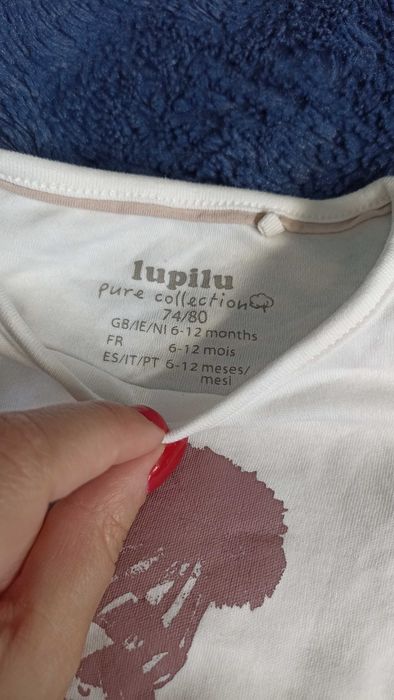 lupilu
pure collection
74/80
GB/IE/NI 6-12 months
FR 6-12 mois
ES/IT/PT 6-12 meses/
mesi